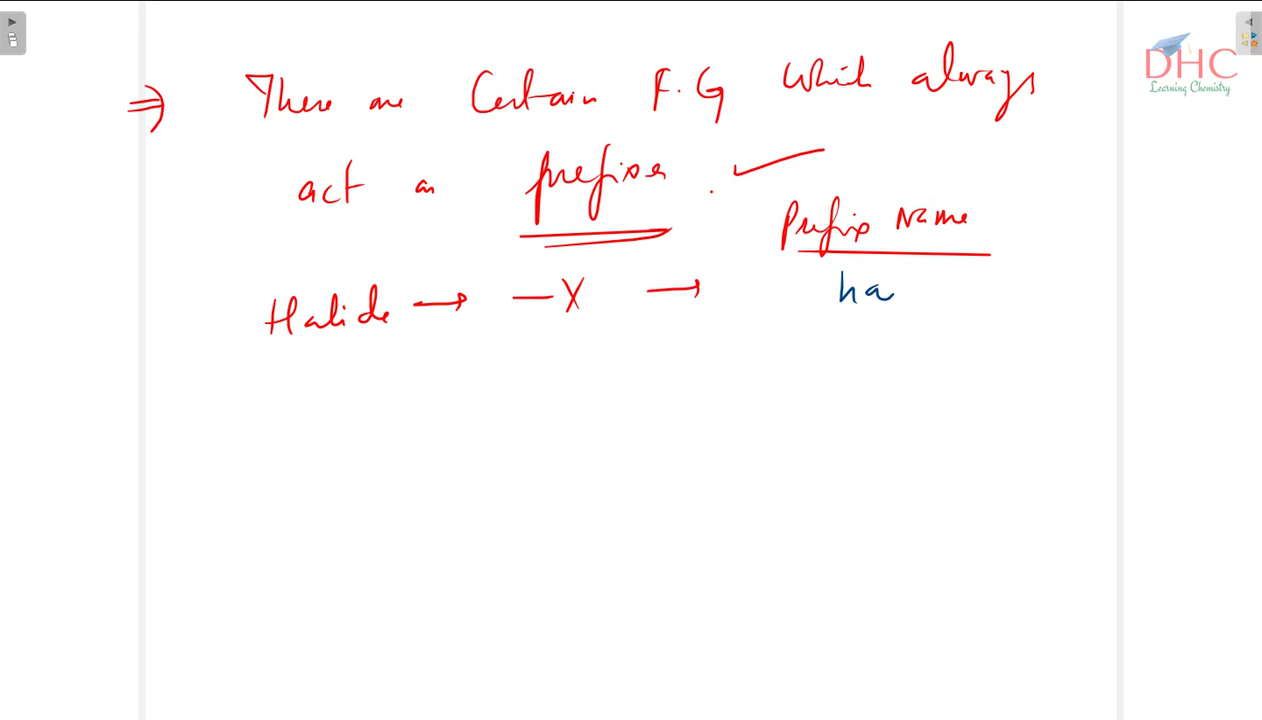 ⇒ There are Certain F.G which always
act as prefixes. ✓
Prefix Name
Halide → —X → ha
DHC
Learning Chemistry